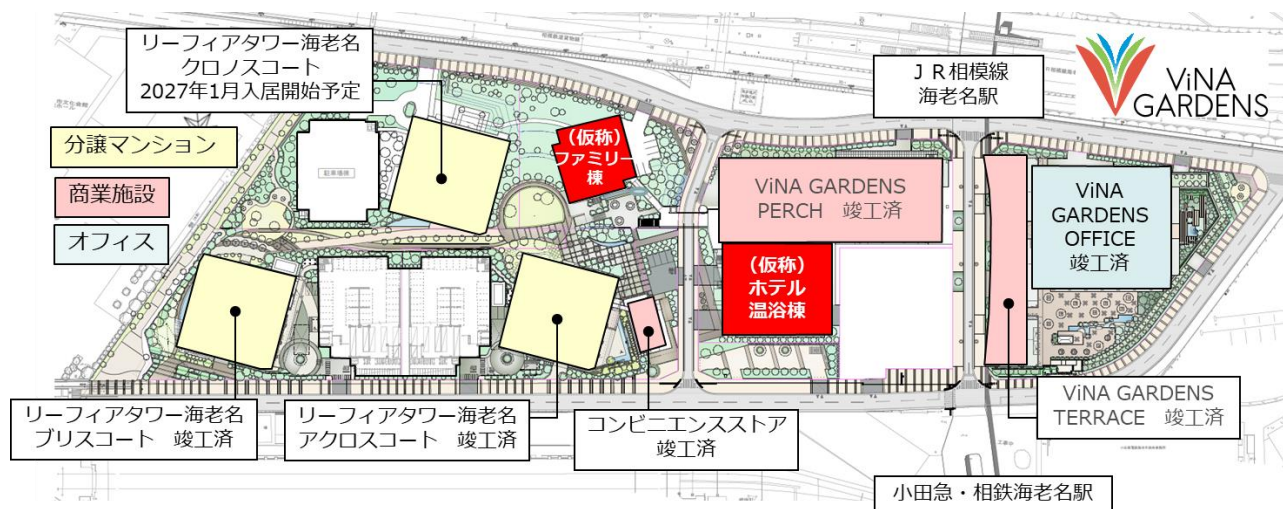 リーフィアタワー海老名
クロノスコート
2027年1月入居開始予定
ＪＲ相模線
海老名駅
ViNA
GARDENS
分譲マンション
商業施設
オフィス
駐車場棟
（仮称）
ファミリー
棟
ViNA GARDENS
PERCH　竣工済
ViNA
GARDENS
OFFICE
竣工済
（仮称）
ホテル
温浴棟
リーフィアタワー海老名
ブリスコート　竣工済
リーフィアタワー海老名
アクロスコート　竣工済
コンビニエンスストア
竣工済
ViNA GARDENS
TERRACE　竣工済
小田急・相鉄海老名駅